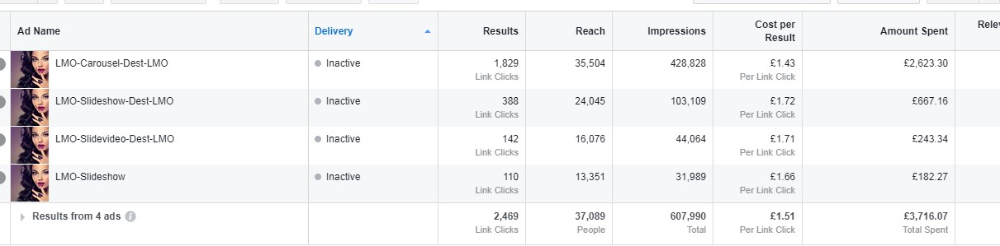 Ad Name Delivery Results Reach Impressions Cost per Result Amount Spent Relev
LMO-Carousel-Dest-LMO Inactive 1,829 35,504 428,828 £1.43 £2,623.30
Link Clicks Per Link Click
LMO-Slideshow-Dest-LMO Inactive 388 24,045 103,109 £1.72 £667.16
Link Clicks Per Link Click
LMO-Slidevideo-Dest-LMO Inactive 142 16,076 44,064 £1.71 £243.34
Link Clicks Per Link Click
LMO-Slideshow Inactive 110 13,351 31,989 £1.66 £182.27
Link Clicks Per Link Click
Results from 4 ads 2,469 37,089 607,990 £1.51 £3,716.07
Link Clicks People Total Per Link Click Total Spent